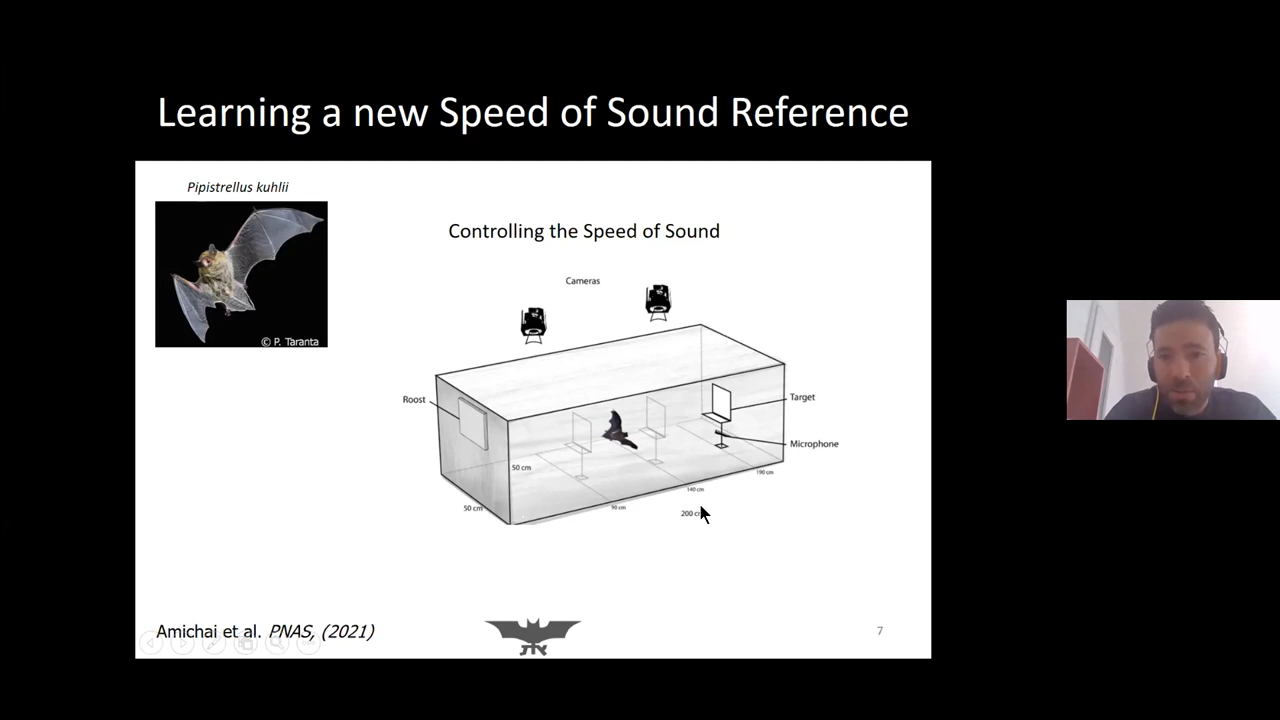 Learning a new Speed of Sound Reference
Pipistrellus kuhlii
© P. Taranta
Controlling the Speed of Sound
Cameras
Roost
Target
Microphone
50 cm
50 cm
90 cm
140 cm
190 cm
200
Amichai et al. PNAS, (2021)
7